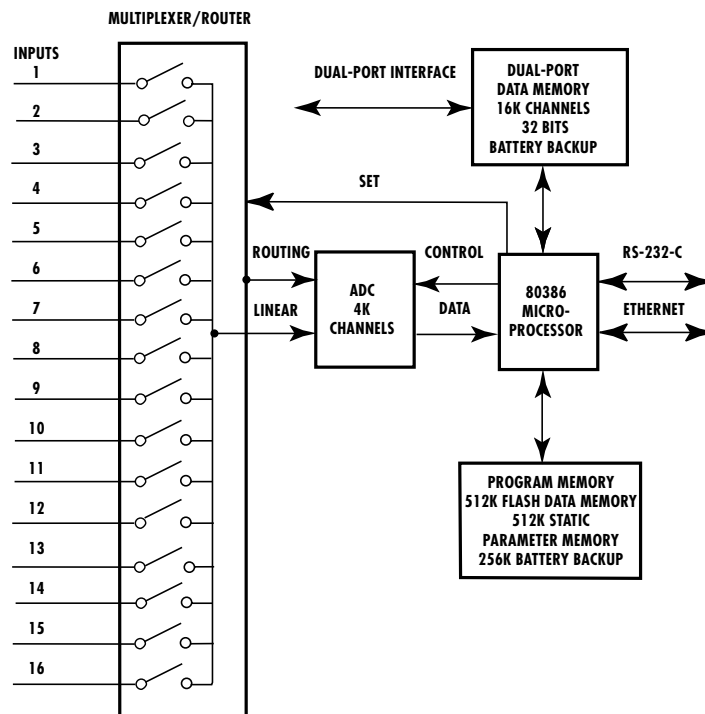 MULTIPLEXER/ROUTER
INPUTS
1
2
3
4
5
6
7
8
9
10
11
12
13
14
15
16
DUAL-PORT INTERFACE
DUAL-PORT
DATA MEMORY
16K CHANNELS
32 BITS
BATTERY BACKUP
SET
ROUTING
LINEAR
ADC
4K
CHANNELS
CONTROL
DATA
80386
MICRO-
PROCESSOR
RS-232-C
ETHERNET
PROGRAM MEMORY
512K FLASH DATA MEMORY
512K STATIC
PARAMETER MEMORY
256K BATTERY BACKUP